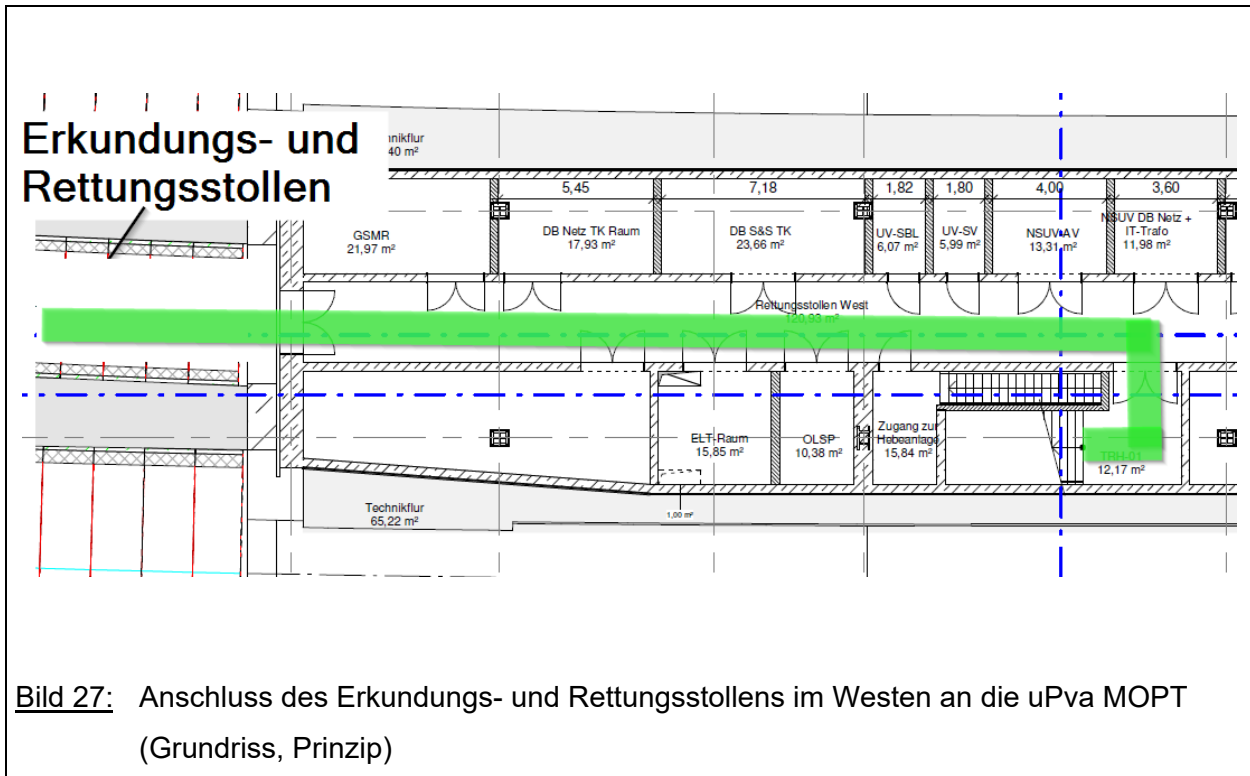 Erkundungs- und
Rettungsstollen
nikflur
40 m²
5,45
7,18
1,82
1,80
4,00
3,60
GSMR
21,97 m²
DB Netz TK Raum
17,93 m²
DB S&S TK
23,66 m²
UV-SBL
6,07 m²
UV-SV
5,99 m²
NSUV-AV
13,31 m²
NSUV DB Netz +
IT-Trafo
11,98 m²
Rettungsstollen West
120,93 m²
ELT-Raum
15,85 m²
OLSP
10,38 m²
Zugang zur
Hebeanlage
15,84 m²
TRH-01
12,17 m²
Technikflur
65,22 m²
1,00 m²
Bild 27: Anschluss des Erkundungs- und Rettungsstollens im Westen an die uPva MOPT
(Grundriss, Prinzip)